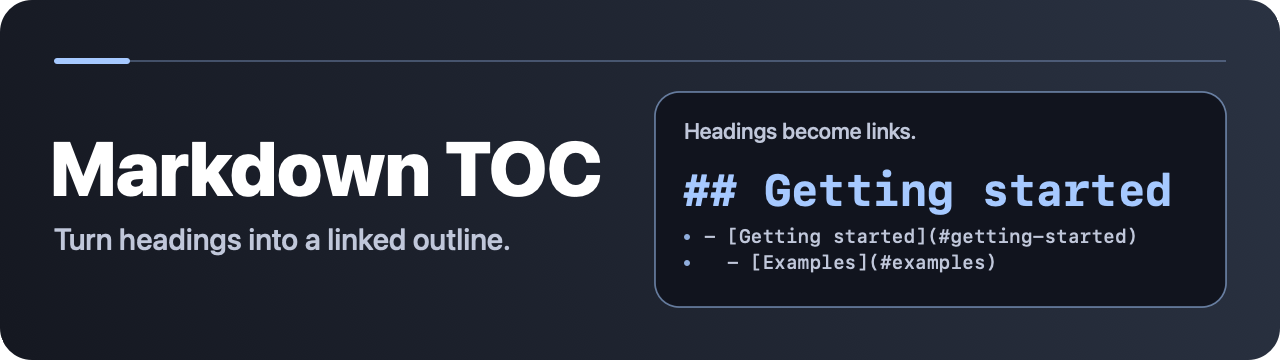 Markdown TOC
Turn headings into a linked outline.
Headings become links.
## Getting started
• – [Getting started](#getting-started)
•   – [Examples](#examples)